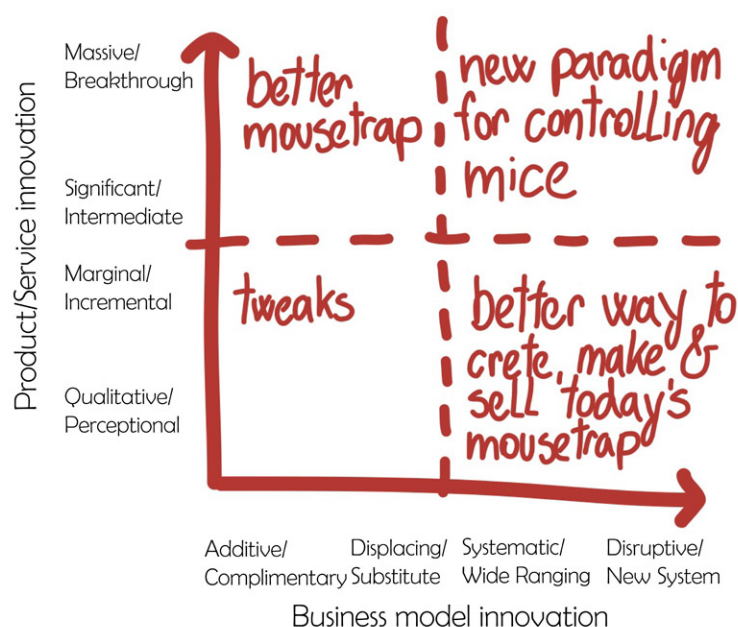 Product/Service innovation
Massive/
Breakthrough
Significant/
Intermediate
Marginal/
Incremental
Qualitative/
Perceptional
better
mousetrap
new paradigm
for controlling
mice
tweaks
better way to
crete, make &
sell today's
mousetrap
Additive/
Complimentary
Displacing/
Substitute
Systematic/
Wide Ranging
Disruptive/
New System
Business model innovation